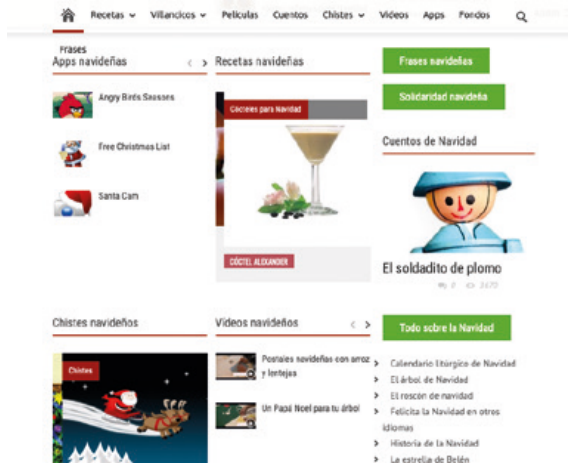 Recetas Villancicos Películas Cuentos Chistes Vídeos Apps Fondos
Frases
Apps navideñas
Angry Birds Seasons
Free Christmas List
Santa Cam
Recetas navideñas
Cócteles para Navidad
CÓCTEL ALEXANDER
Frases navideñas
Solidaridad navideña
Cuentos de Navidad
El soldadito de plomo
0 3670
Chistes navideños
Chistes
Vídeos navideños
Postales navideñas con arroz
y lentejas
Un Papá Noel para tu árbol
Todo sobre la Navidad
Calendario litúrgico de Navidad
El árbol de Navidad
El roscón de navidad
Felicita la Navidad en otros
idiomas
Historia de la Navidad
La estrella de Belén